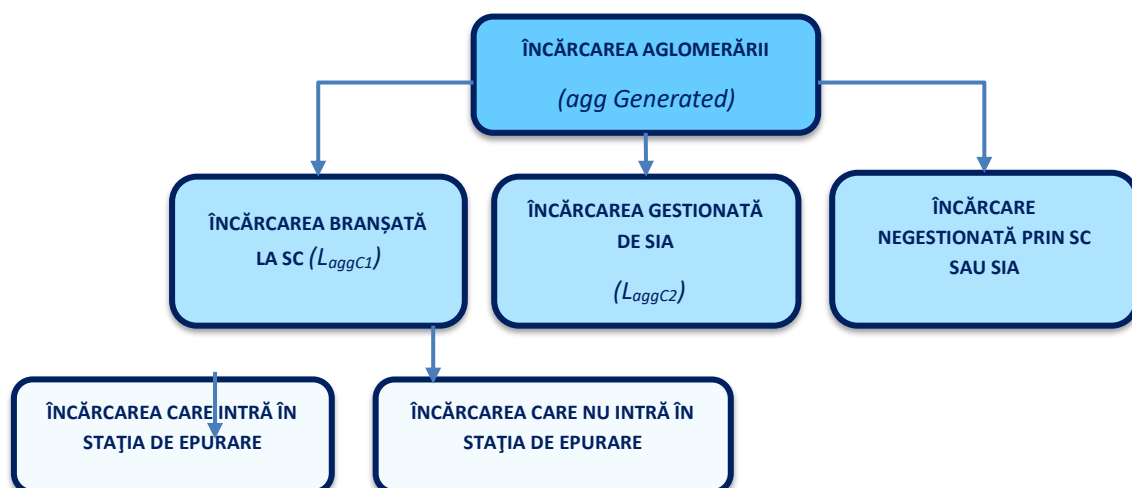 ÎNCĂRCAREA AGLOMERĂRII
(agg Generated)
ÎNCĂRCAREA BRANȘATĂ
LA SC (LaggC1)
ÎNCĂRCAREA GESTIONATĂ
DE SIA
(LaggC2)
ÎNCĂRCARE
NEGESTIONATĂ PRIN SC
SAU SIA
ÎNCĂRCAREA CARE INTRĂ ÎN
STAŢIA DE EPURARE
ÎNCĂRCAREA CARE NU INTRĂ ÎN
STAŢIA DE EPURARE